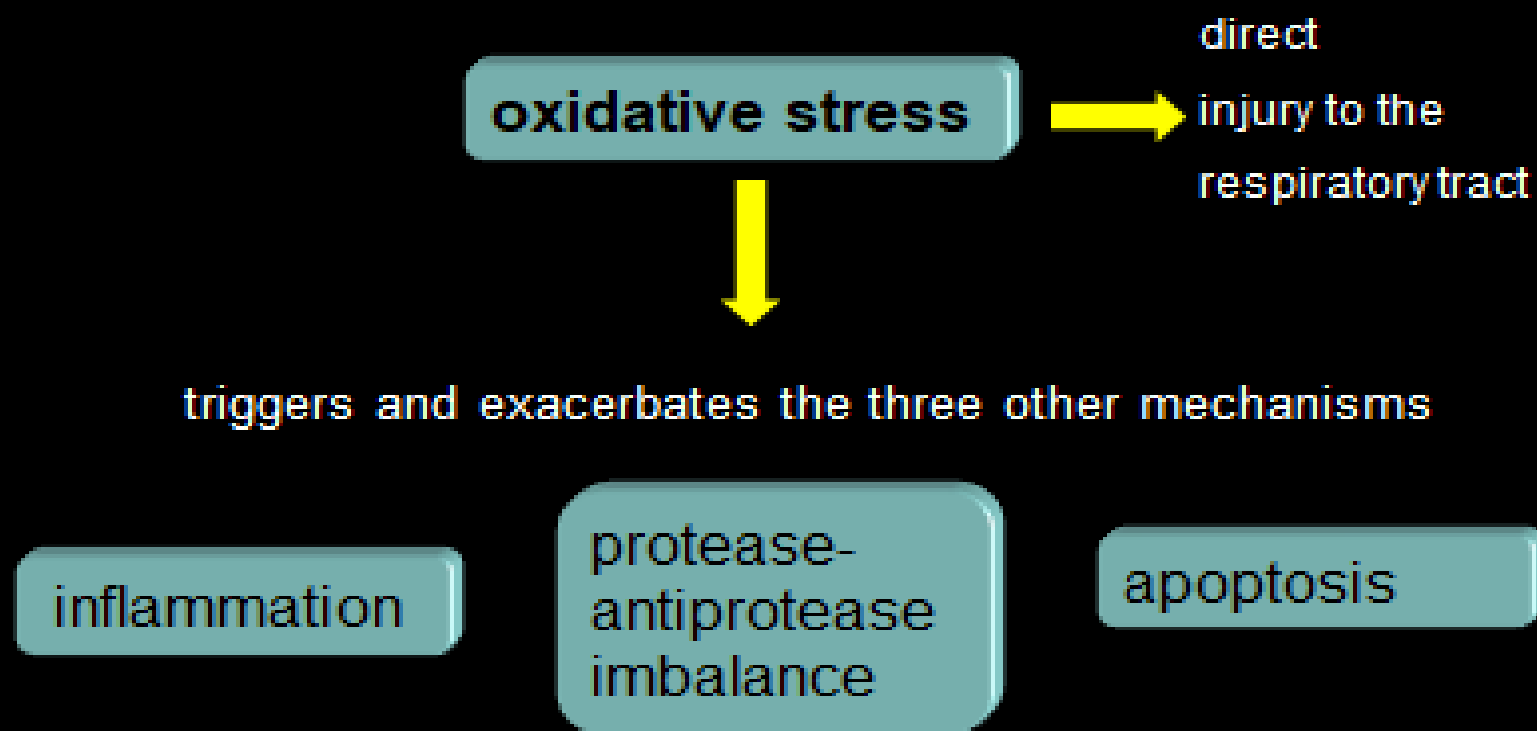 direct
oxidative stress
injury to the
respiratory tract
triggers and exacerbates the three other mechanisms
inflammation
protease-
antiprotease
imbalance
apoptosis